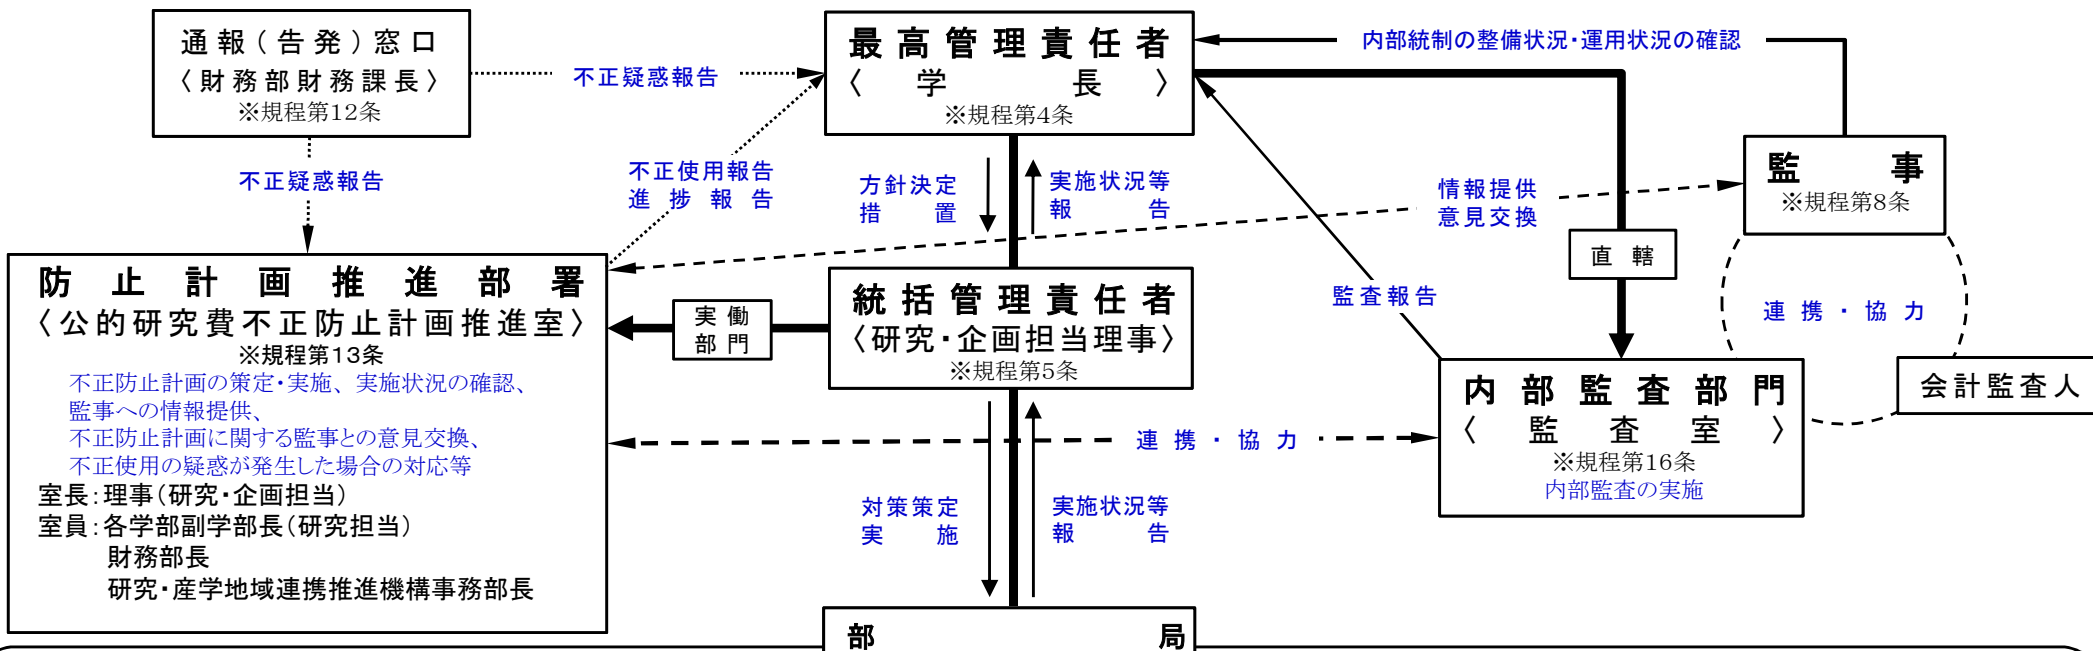 通報(告発)窓口
〈財務部財務課長〉
※規程第12条
不正疑惑報告
不正疑惑報告
最高管理責任者
〈学長〉
※規程第4条
内部統制の整備状況・運用状況の確認
監事
※規程第8条
不正使用報告
進捗報告
方針決定
措置
実施状況等
報告
情報提供
意見交換
直轄
防止計画推進部署
〈公的研究費不正防止計画推進室〉
※規程第13条
不正防止計画の策定・実施、実施状況の確認、
監事への情報提供、
不正防止計画に関する監事との意見交換、
不正使用の疑惑が発生した場合の対応等
室長:理事(研究・企画担当)
室員:各学部副学部長(研究担当)
財務部長
研究・産学地域連携推進機構事務部長
実働
部門
統括管理責任者
〈研究・企画担当理事〉
※規程第5条
監査報告
連携・協力
会計監査人
内部監査部門
〈監査室〉
※規程第16条
内部監査の実施
連携・協力
対策策定
実施
実施状況等
報告
部局